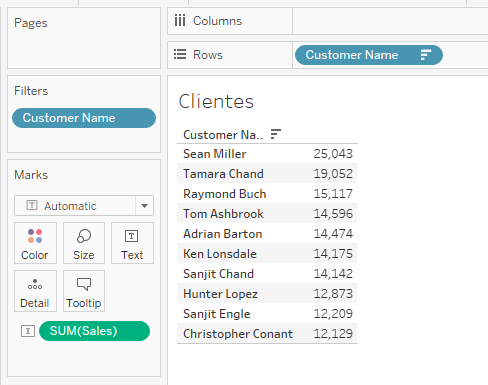 Pages
Columns
Rows
Customer Name
Filters
Customer Name
Marks
Automatic
Color
Size
Text
Detail
Tooltip
SUM(Sales)
Clientes
Customer Na..
Sean Miller 25,043
Tamara Chand 19,052
Raymond Buch 15,117
Tom Ashbrook 14,596
Adrian Barton 14,474
Ken Lonsdale 14,175
Sanjit Chand 14,142
Hunter Lopez 12,873
Sanjit Engle 12,209
Christopher Conant 12,129